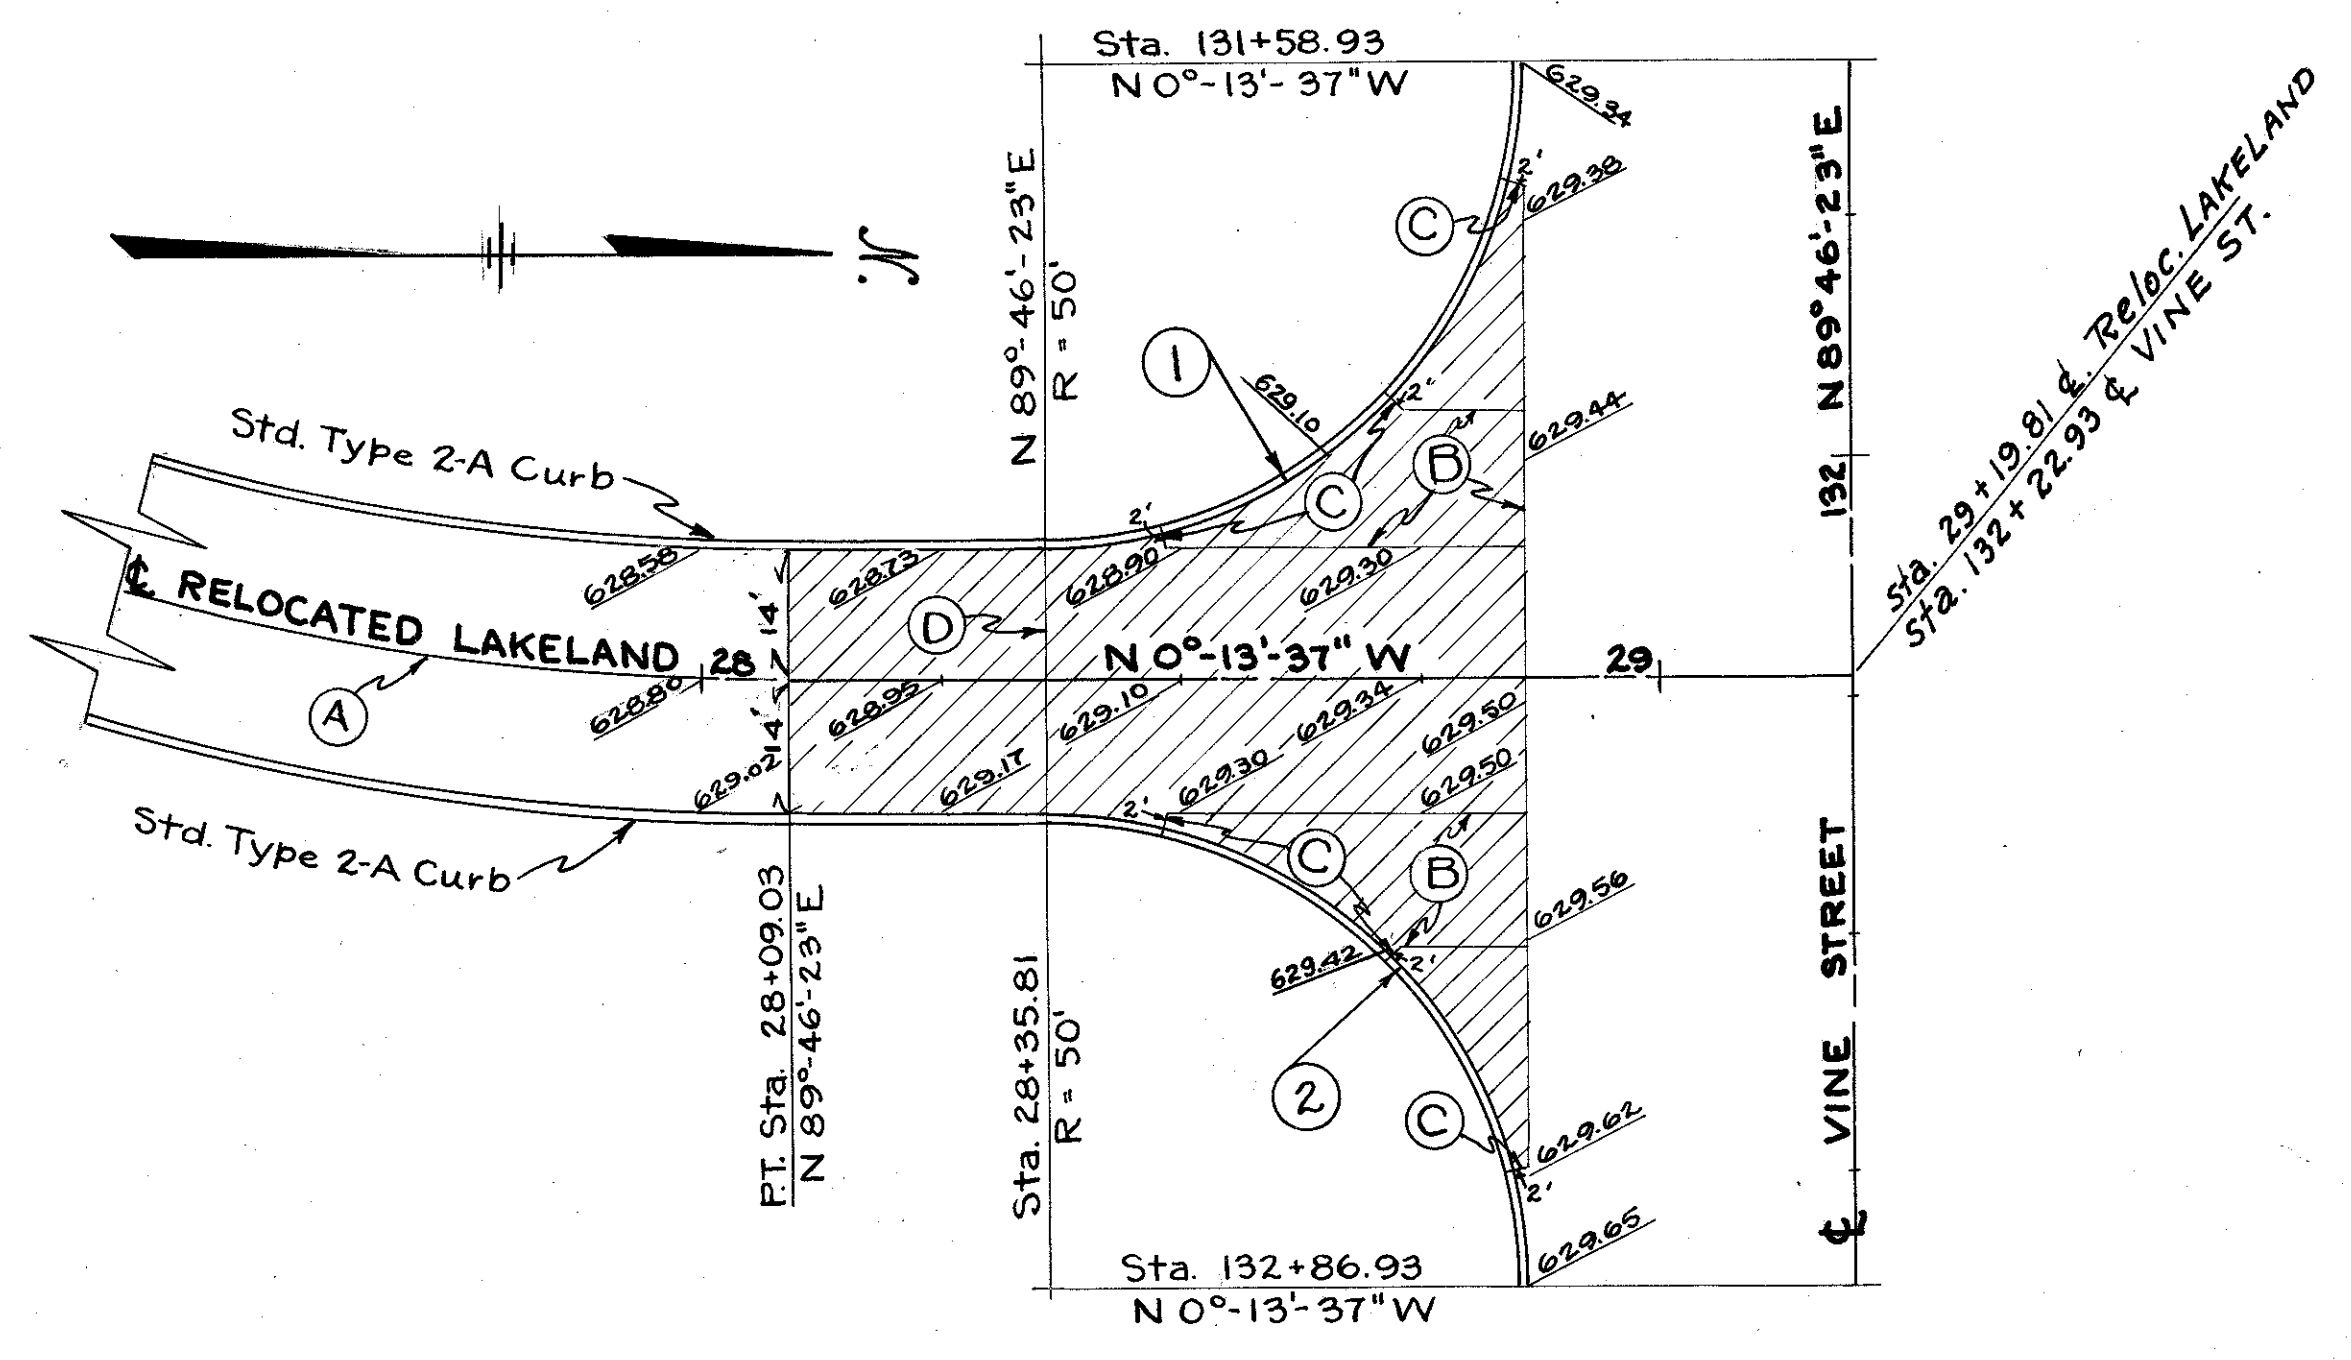 Sta. 131+58.93
N 0°-13'-37" W
629.34
2'
629.38
C
N 89°-46'-23" E
R = 50'
N 89°46'-23" E
132
Sta. 29+19.81 ℄. Reloc. LAKELAND
Sta. 132+22.93 ℄ VINE ST.
N.
1
629.10
2'
629.44
B
C
2'
Std. Type 2-A Curb
628.58
628.73
628.90
629.30
14'
D
℄ RELOCATED LAKELAND
28
N 0°-13'-37" W
29
A
628.80
628.95
629.10
629.34
629.50
14'
629.02
629.17
629.30
629.50
2'
C
B
629.56
Std. Type 2-A Curb
629.42
2'
P.T. Sta. 28+09.03
N 89°-46'-23" E
Sta. 28+35.81
R = 50'
2
C
629.62
2'
629.65
℄ VINE STREET
Sta. 132+86.93
N 0°-13'-37" W